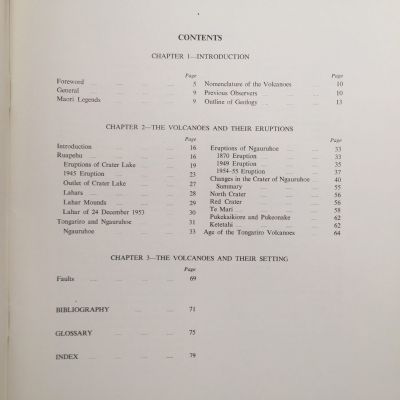 CONTENTS
CHAPTER 1—INTRODUCTION
Page
Foreword 5
General 9
Maori Legends 9
Page
Nomenclature of the Volcanoes 10
Previous Observers 10
Outline of Geology 13
CHAPTER 2—THE VOLCANOES AND THEIR ERUPTIONS
Page
Introduction 16
Ruapehu 16
Eruptions of Crater Lake 19
1945 Eruption 23
Outlet of Crater Lake 27
Lahars 28
Lahar Mounds 29
Lahar of 24 December 1953 30
Tongariro and Ngauruhoe 31
Ngauruhoe 33
Page
Eruptions of Ngauruhoe 33
1870 Eruption 33
1949 Eruption 35
1954-55 Eruption 37
Changes in the Crater of Ngauruhoe 40
Summary 55
North Crater 56
Red Crater 56
Te Mari 58
Pukekaikiore and Pukeonake 62
Ketetahi 62
Age of the Tongariro Volcanoes 64
CHAPTER 3—THE VOLCANOES AND THEIR SETTING
Page
Faults 69
BIBLIOGRAPHY 71
GLOSSARY 75
INDEX 79